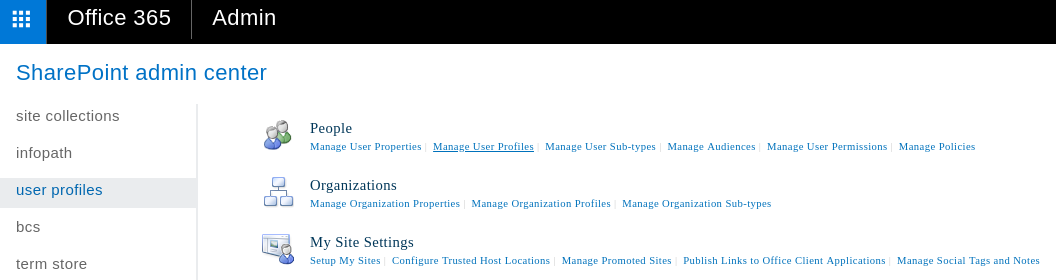 Office 365 Admin
SharePoint admin center
site collections
infopath
user profiles
bcs
term store
People
Manage User Properties | Manage User Profiles | Manage User Sub-types | Manage Audiences | Manage User Permissions | Manage Policies
Organizations
Manage Organization Properties | Manage Organization Profiles | Manage Organization Sub-types
My Site Settings
Setup My Sites | Configure Trusted Host Locations | Manage Promoted Sites | Publish Links to Office Client Applications | Manage Social Tags and Notes